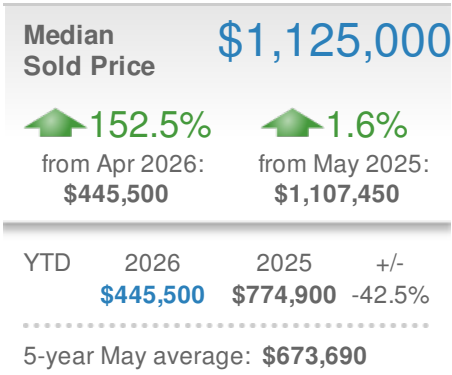 Median $1,125,000
Sold Price
152.5% 1.6%
from Apr 2026: from May 2025:
$445,500 $1,107,450
YTD 2026 2025 +/-
$445,500 $774,900 -42.5%
5-year May average: $673,690